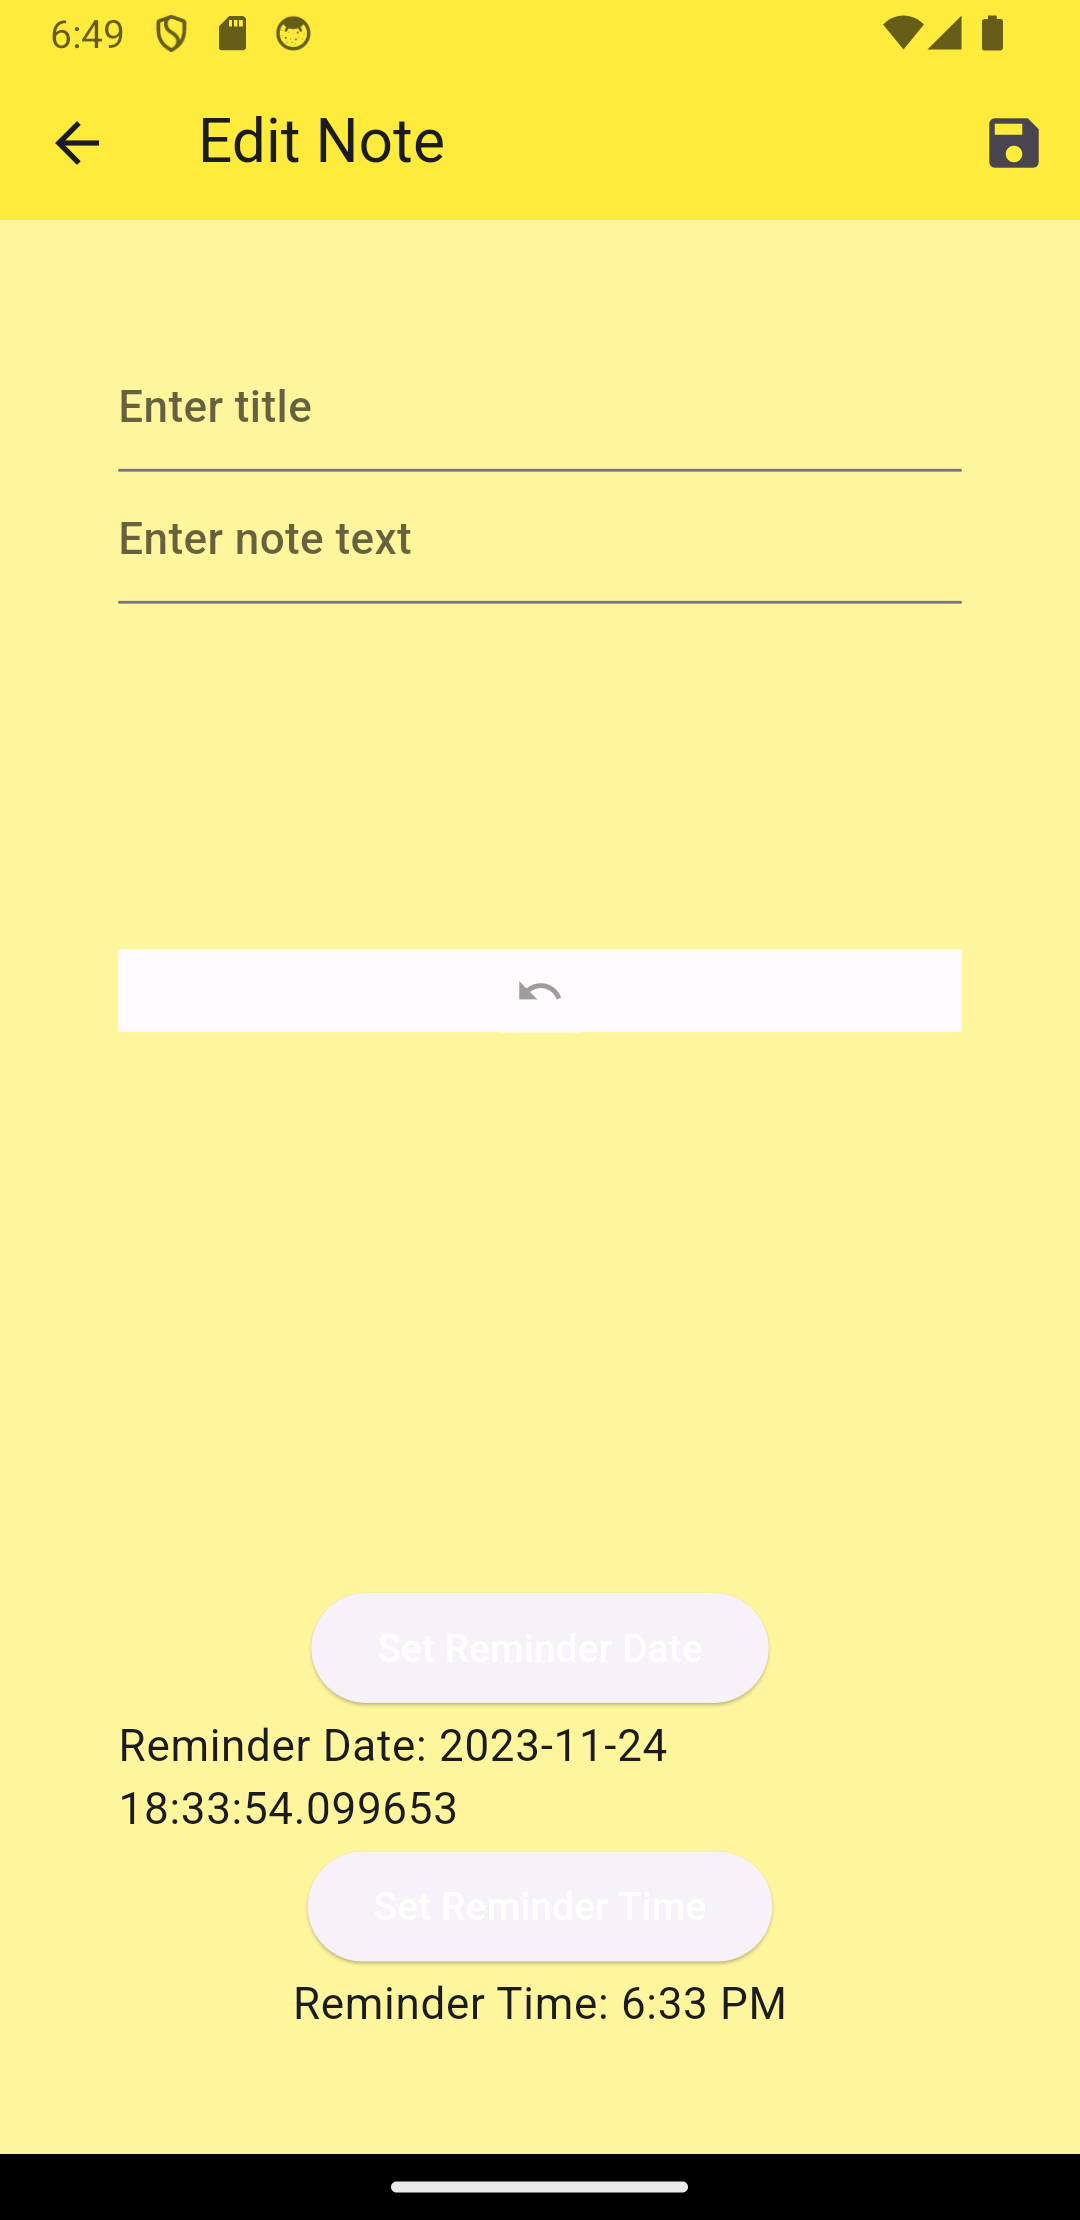 6:49
Edit Note
Enter title
Enter note text
Set Reminder Date
Reminder Date: 2023-11-24
18:33:54.099653
Set Reminder Time
Reminder Time: 6:33 PM